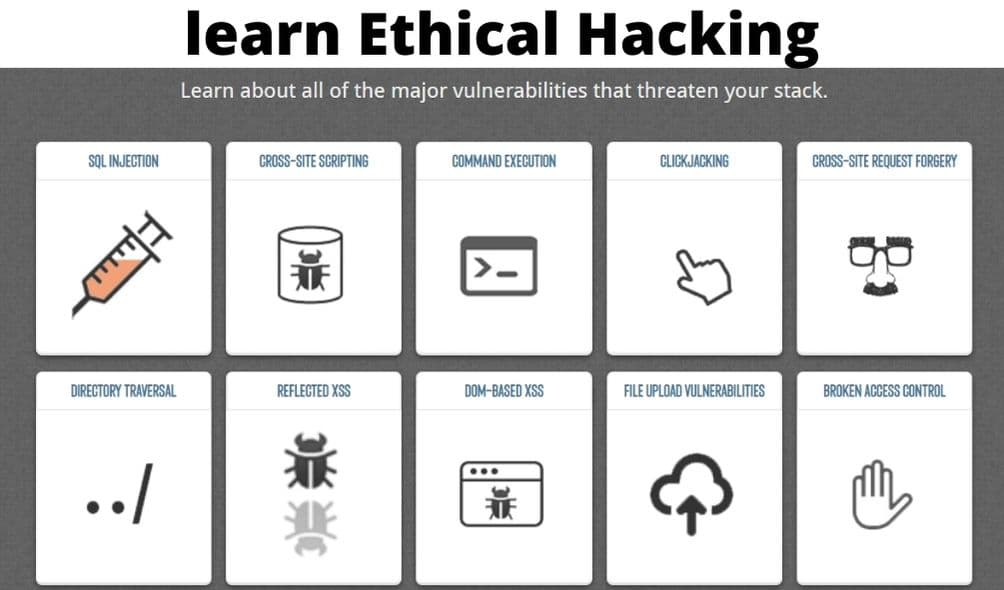 learn Ethical Hacking
Learn about all of the major vulnerabilities that threaten your stack.
SQL INJECTION
CROSS-SITE SCRIPTING
COMMAND EXECUTION
CLICKJACKING
CROSS-SITE REQUEST FORGERY
>_
DIRECTORY TRAVERSAL
REFLECTED XSS
DOM-BASED XSS
FILE UPLOAD VULNERABILITIES
BROKEN ACCESS CONTROL
../